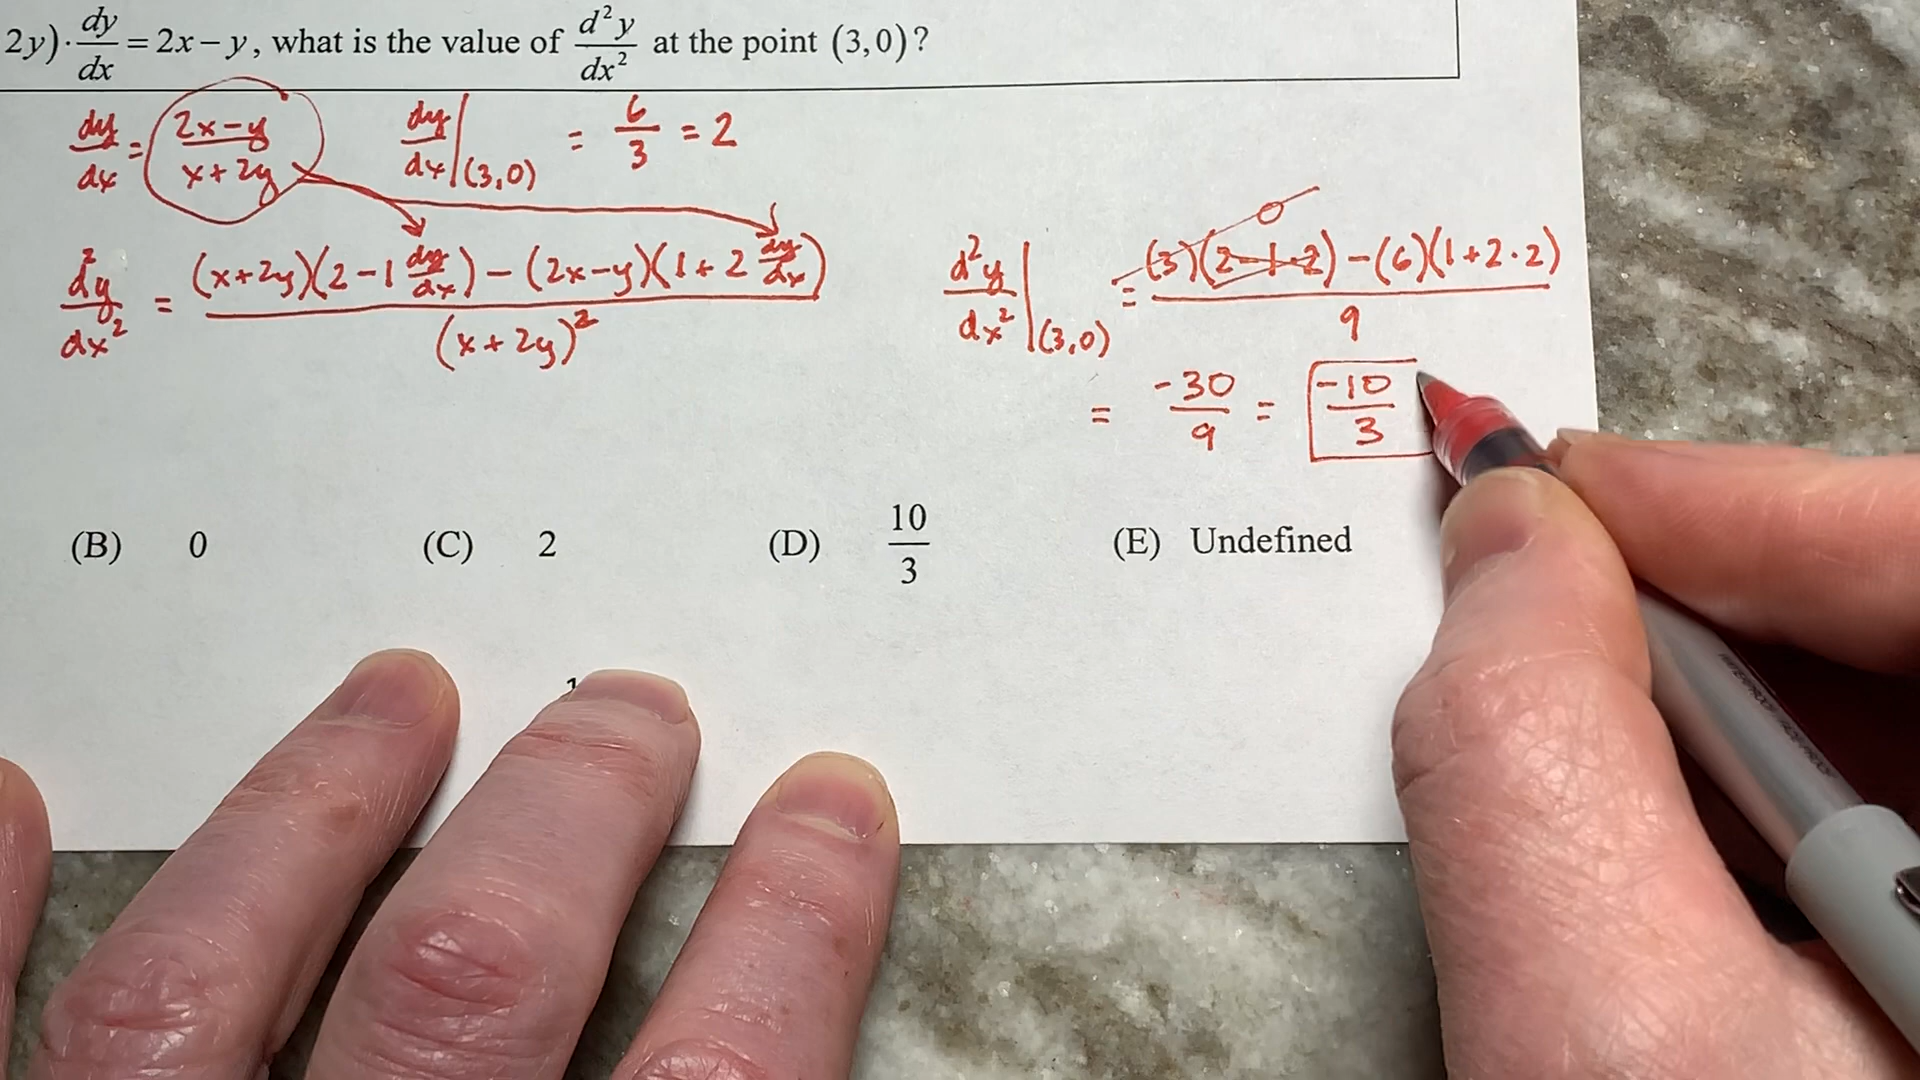 2y) · dy/dx = 2x − y, what is the value of d²y/dx² at the point (3,0)?
dy/dx = (2x−y)/(x+2y)   dy/dx|(3,0) = 6/3 = 2
d²y/dx² = ((x+2y)(2−1 dy/dx) − (2x−y)(1+2 dy/dx))/(x+2y)²
d²y/dx²|(3,0) = ((3)(2−1·2) − (6)(1+2·2))/9
0
= −30/9 = −10/3
(B) 0 (C) 2 (D) 10/3 (E) Undefined